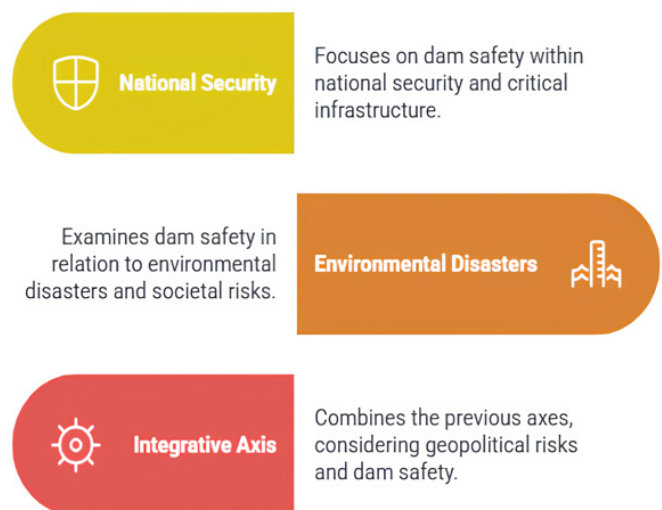 National Security
Focuses on dam safety within
national security and critical
infrastructure.
Examines dam safety in
relation to environmental
disasters and societal risks.
Environmental Disasters
Integrative Axis
Combines the previous axes,
considering geopolitical risks
and dam safety.